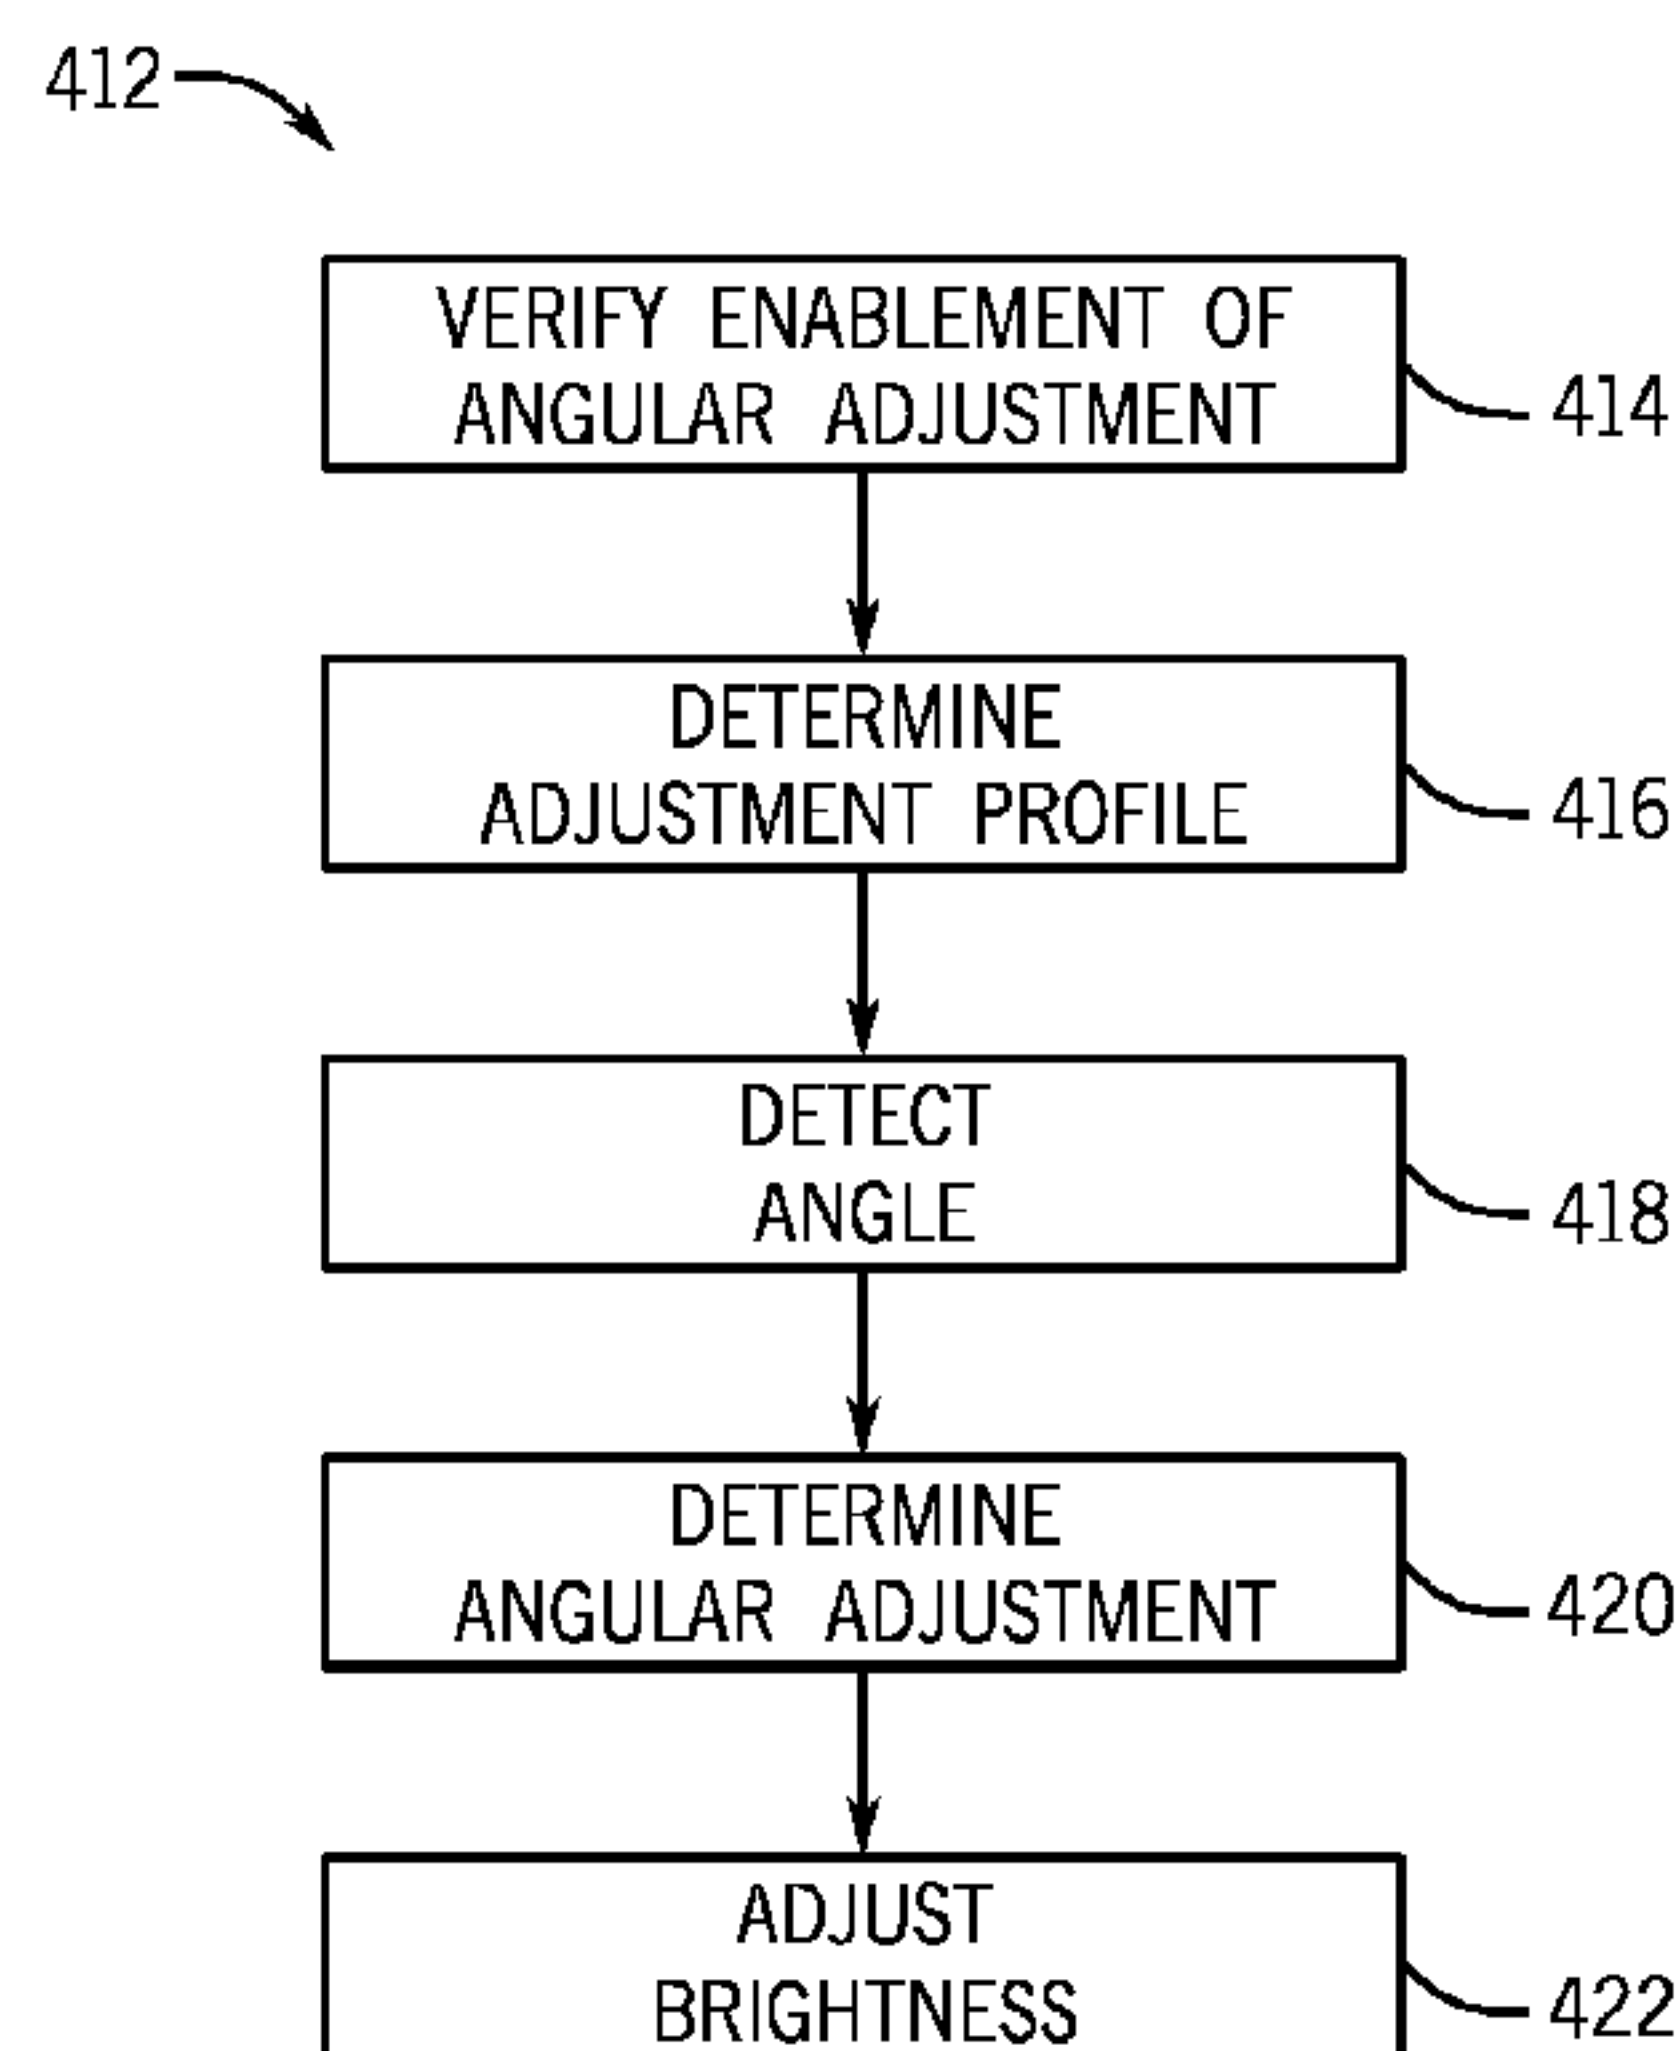 412
VERIFY ENABLEMENT OF
ANGULAR ADJUSTMENT
414
DETERMINE
ADJUSTMENT PROFILE
416
DETECT
ANGLE
418
DETERMINE
ANGULAR ADJUSTMENT
420
ADJUST
BRIGHTNESS
422